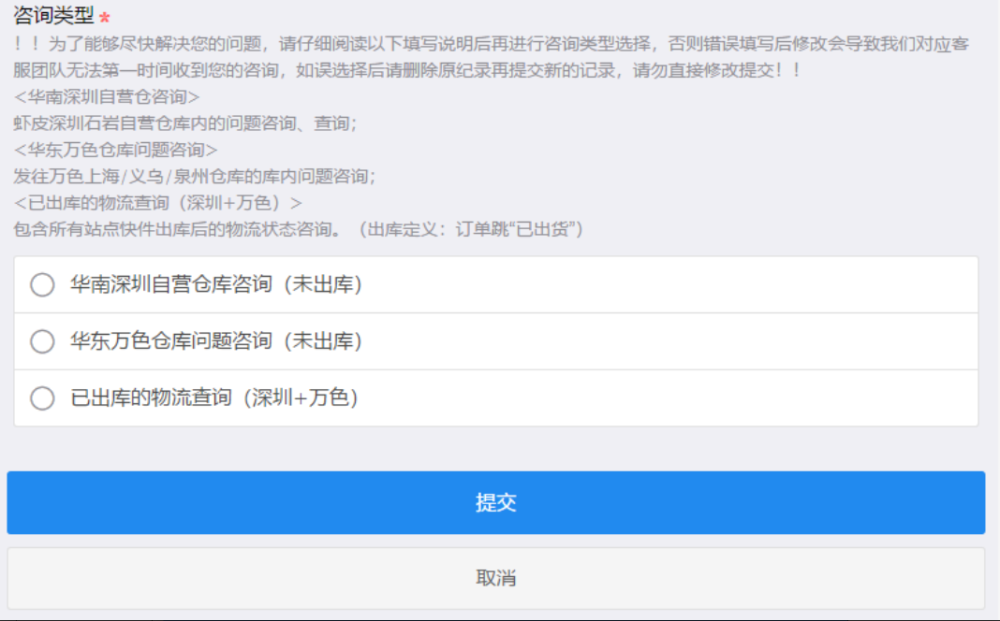 咨询类型*
！！为了能够尽快解决您的问题，请仔细阅读以下填写说明后再进行咨询类型选择，否则错误填写后修改会导致我们对应客
服团队无法第一时间收到您的咨询，如误选择后请删除原纪录再提交新的记录，请勿直接修改提交！！
<华南深圳自营仓咨询>
虾皮深圳石岩自营仓库内的问题咨询、查询；
<华东万色仓库问题咨询>
发往万色上海/义乌/泉州仓库的库内问题咨询；
<已出库的物流查询（深圳+万色）>
包含所有站点快件出库后的物流状态咨询。（出库定义：订单跳“已出货”）
华南深圳自营仓库咨询（未出库）
华东万色仓库问题咨询（未出库）
已出库的物流查询（深圳+万色）
提交
取消